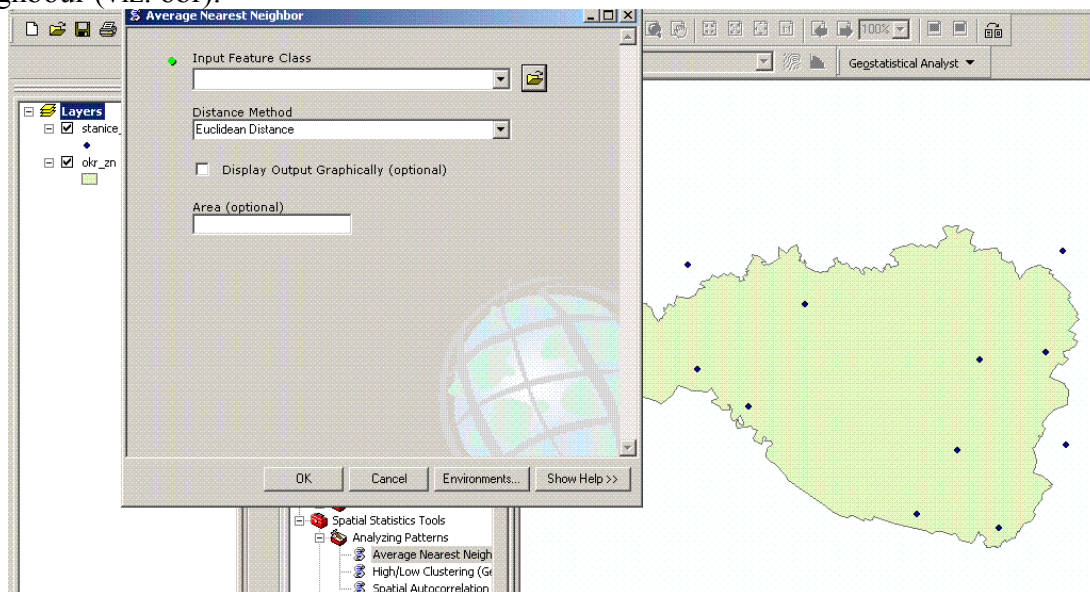 Average Nearest Neighbor
Input Feature Class
Distance Method
Euclidean Distance
Display Output Graphically (optional)
Area (optional)
OK
Cancel
Environments...
Show Help >>
100%
Geostatistical Analyst
Layers
stanice_
okr_zn
Spatial Statistics Tools
Analyzing Patterns
Average Nearest Neigh
High/Low Clustering (Ge
Spatial Autocorrelation